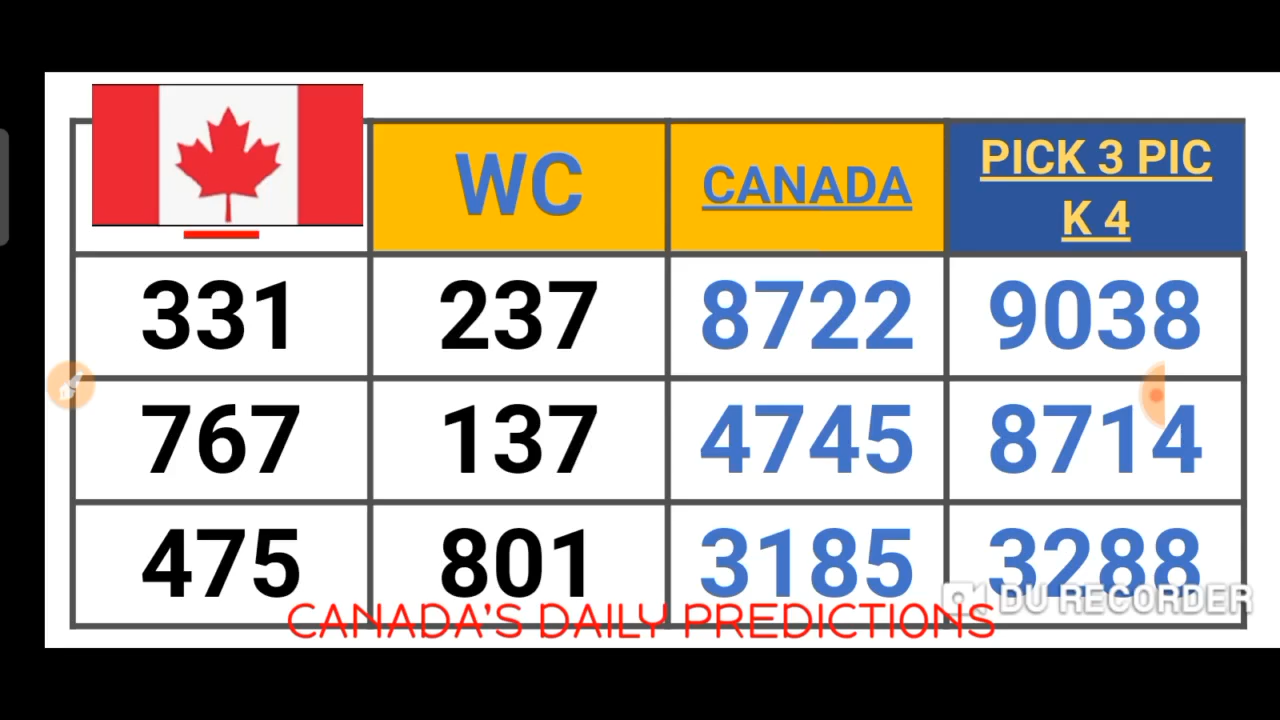 WC
CANADA
PICK 3 PIC
K 4
331
237
8722
9038
767
137
4745
8714
475
801
3185
3288
DU RECORDER
CANADA'S DAILY PREDICTIONS